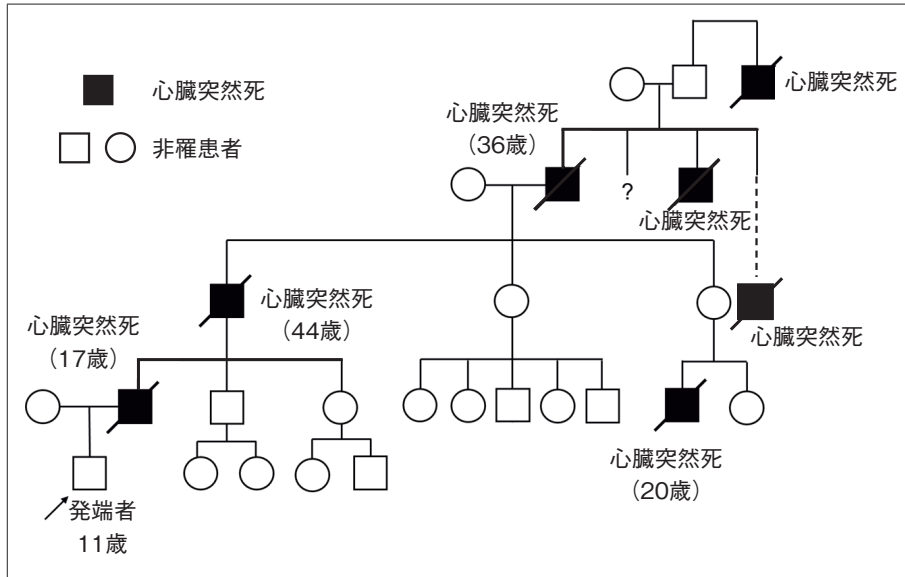 心臓突然死
非罹患者
心臓突然死
心臓突然死
（36歳）
?
心臓突然死
心臓突然死
心臓突然死
（44歳）
心臓突然死
（17歳）
心臓突然死
（20歳）
発端者
11歳